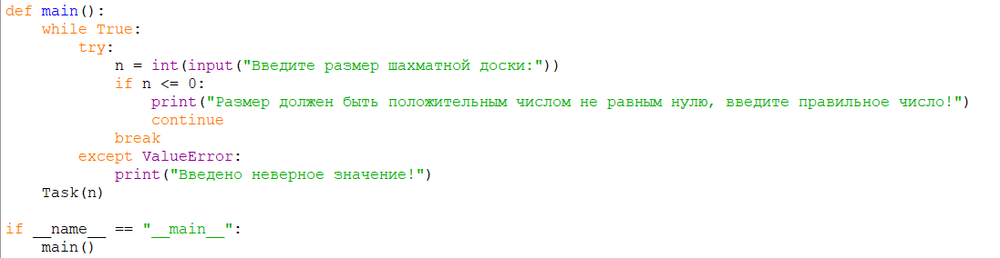 def main():
    while True:
        try:
            n = int(input("Введите размер шахматной доски:"))
            if n <= 0:
                print("Размер должен быть положительным числом не равным нулю, введите правильное число!")
                continue
            break
        except ValueError:
            print("Введено неверное значение!")
    Task(n)

if __name__ == "__main__":
    main()